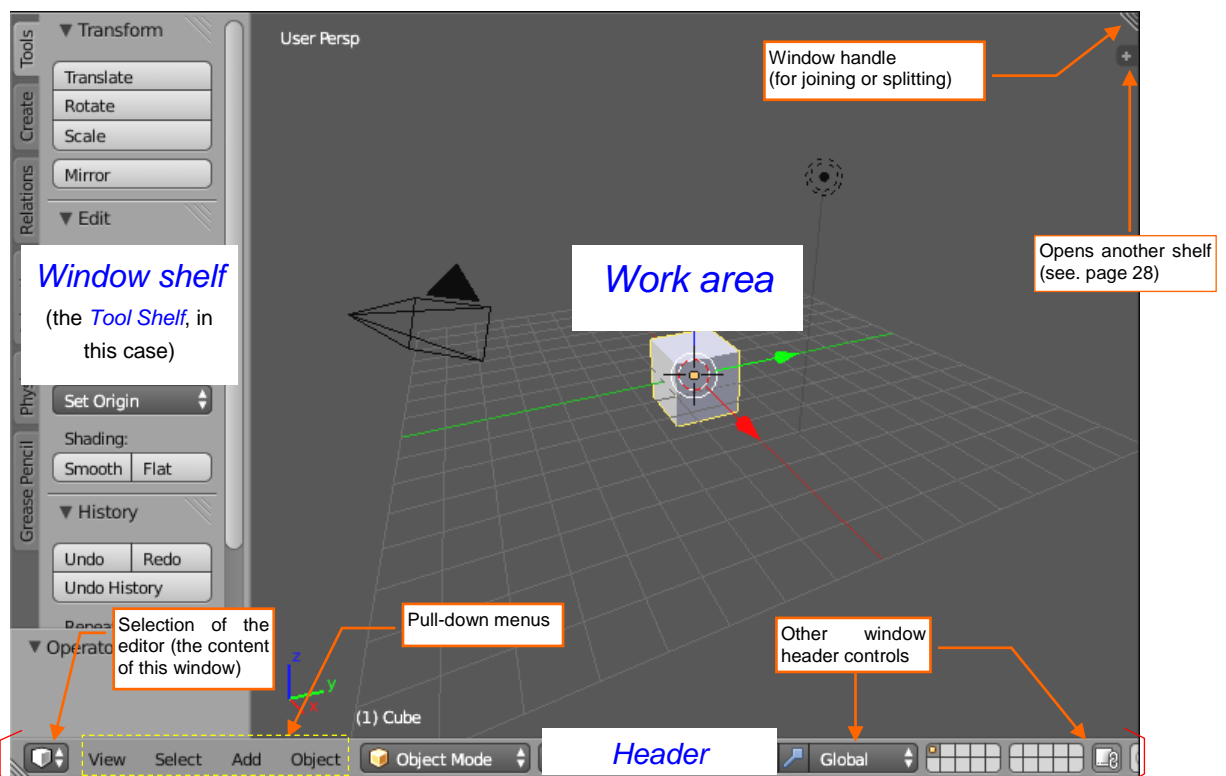 Tools
Create
Relations
Phys
Grease Pencil
Transform
Translate
Rotate
Scale
Mirror
Edit
Window shelf
(the Tool Shelf, in
this case)
Set Origin
Shading:
Smooth Flat
History
Undo Redo
Undo History
User Persp
Window handle
(for joining or splitting)
Opens another shelf
(see. page 28)
Work area
Selection of the
editor (the content
of this window)
Pull-down menus
Other window
header controls
z
y
x
(1) Cube
View Select Add Object
Object Mode
Header
Global